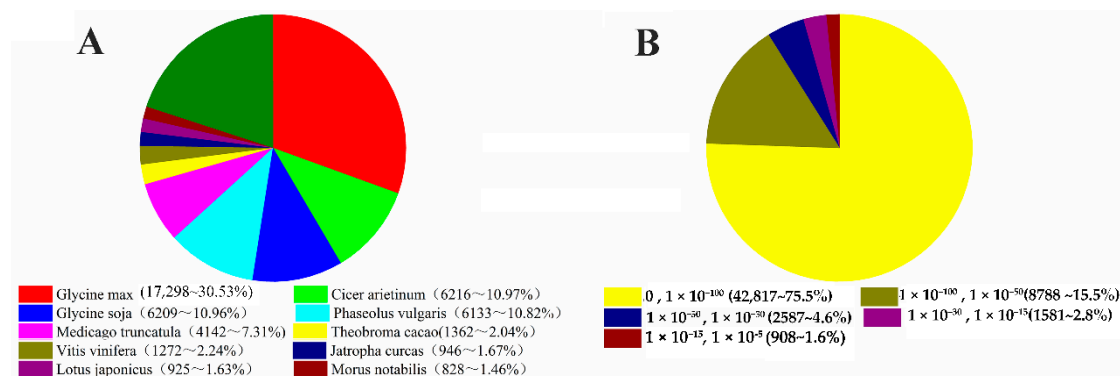 A
B
Glycine max (17,298~30.53%)
Cicer arietinum (6216~10.97%)
Glycine soja (6209~10.96%)
Phaseolus vulgaris (6133~10.82%)
Medicago truncatula (4142~7.31%)
Theobroma cacao(1362~2.04%)
Vitis vinifera (1272~2.24%)
Jatropha curcas (946~1.67%)
Lotus japonicus (925~1.63%)
Morus notabilis (828~1.46%)
0, 1 × 10⁻¹⁰⁰ (42,817~75.5%)
1 × 10⁻¹⁰⁰, 1 × 10⁻⁵⁰(8788 ~15.5%)
1 × 10⁻⁵⁰, 1 × 10⁻³⁰ (2587~4.6%)
1 × 10⁻³⁰, 1 × 10⁻¹⁵(1581~2.8%)
1 × 10⁻¹⁵, 1 × 10⁻⁵ (908~1.6%)